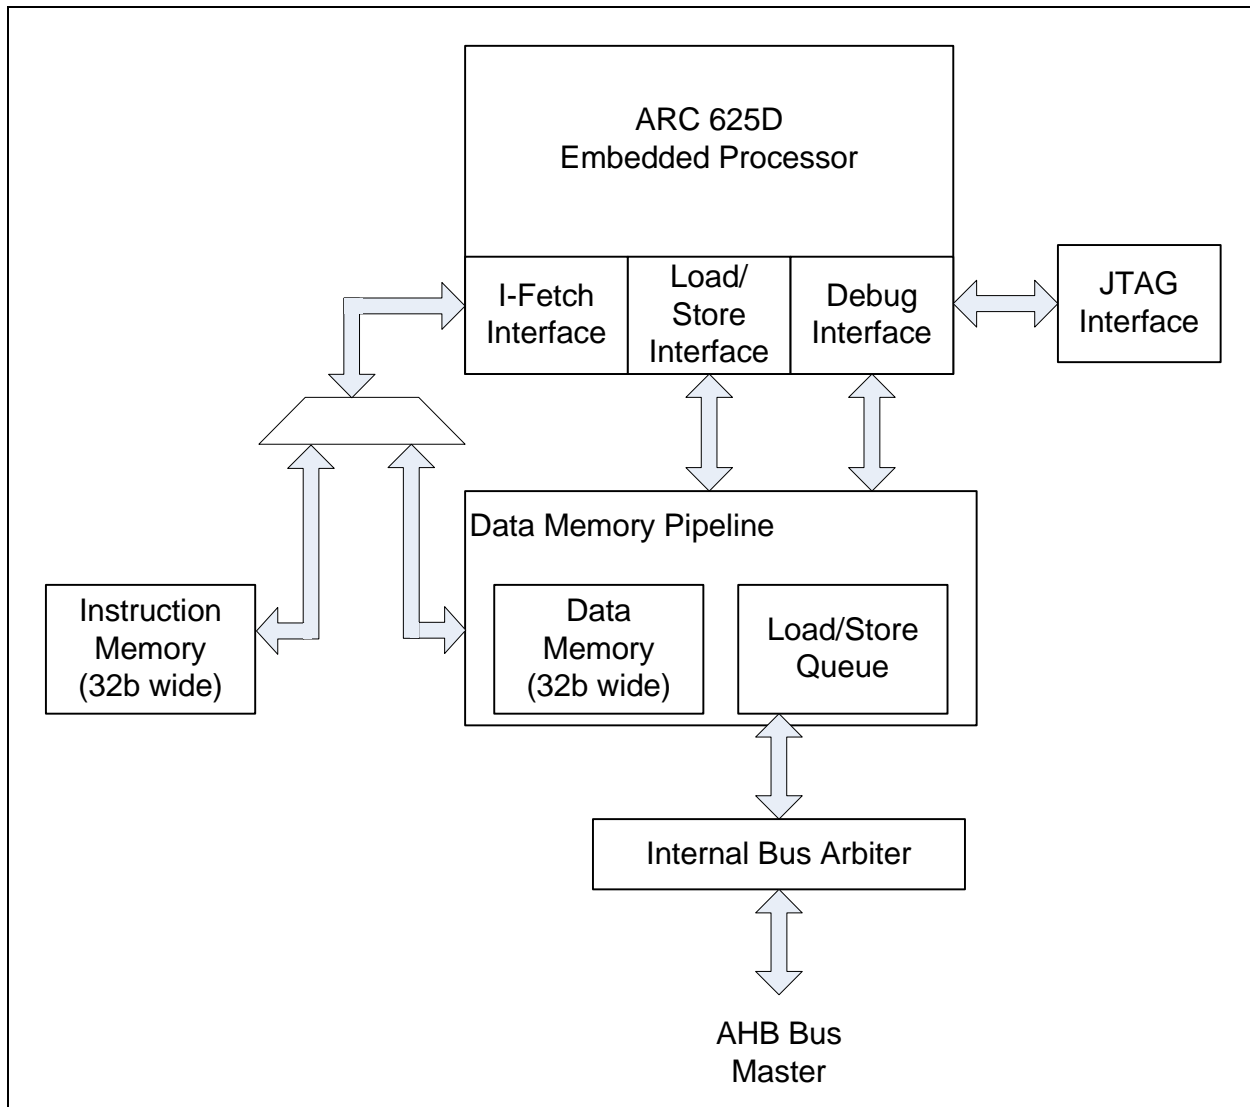 ARC 625D
Embedded Processor
I-Fetch
Interface
Load/
Store
Interface
Debug
Interface
JTAG
Interface
Data Memory Pipeline
Instruction
Memory
(32b wide)
Data
Memory
(32b wide)
Load/Store
Queue
Internal Bus Arbiter
AHB Bus
Master